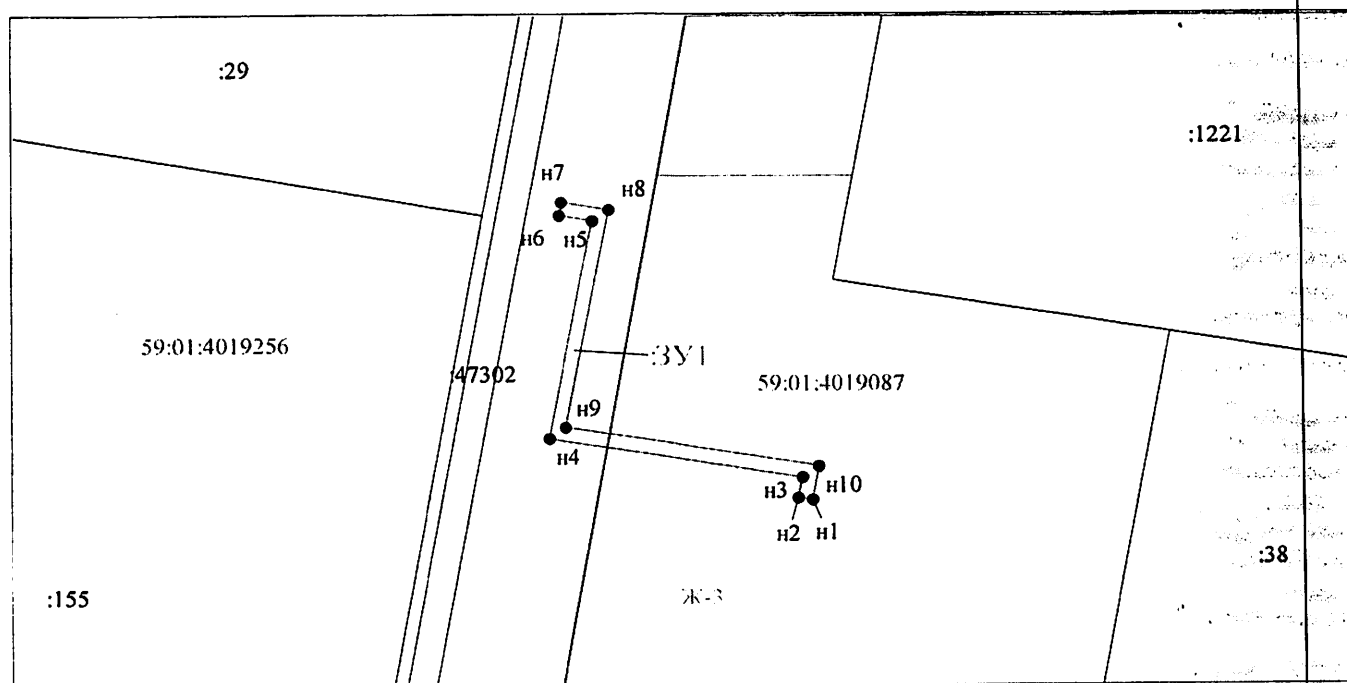 :29
:1221
н7
н8
н6
н5
59:01:4019256
:47302
:ЗУ1
59:01:4019087
н9
н4
н3
н10
н2
н1
:38
:155
Ж-3